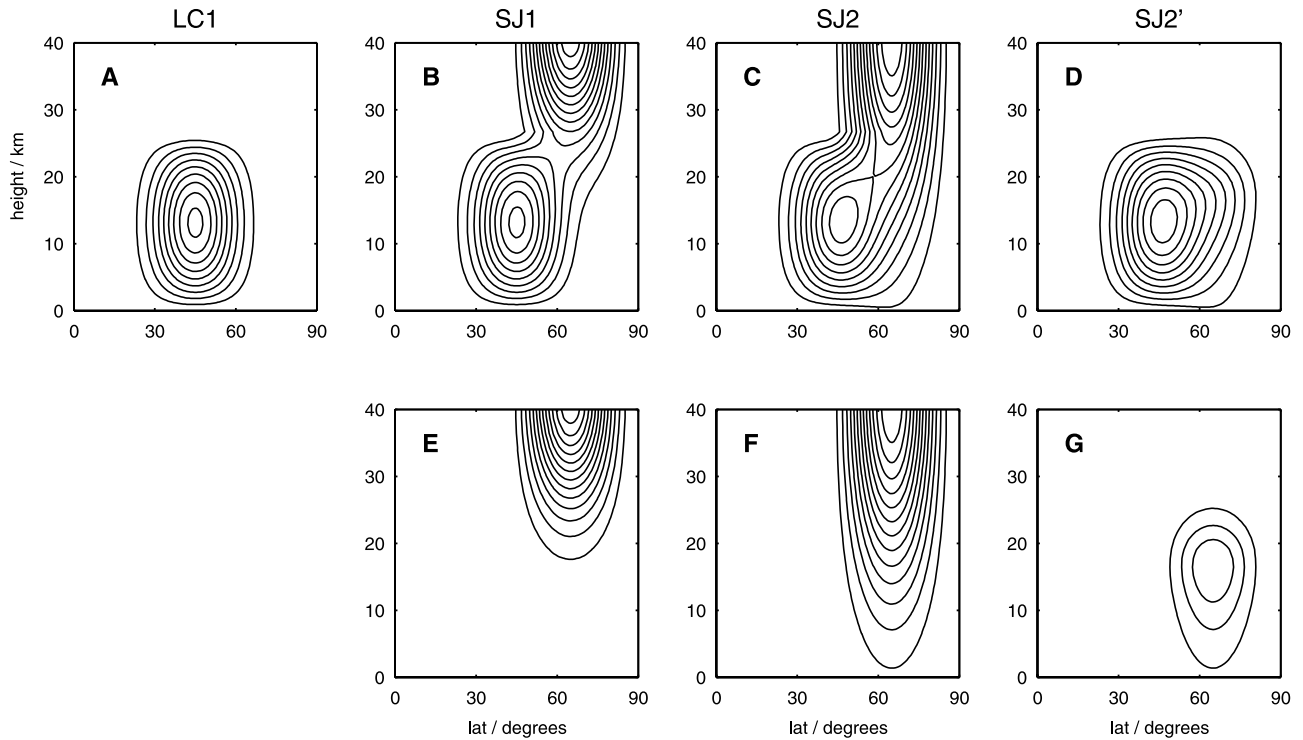 LC1 SJ1 SJ2 SJ2’
40 40 40 40
A B C D
30 30 30 30
height / km
20 20 20 20
10 10 10 10
0 0 0 0
0 30 60 90 0 30 60 90 0 30 60 90 0 30 60 90
40 40 40
E F G
30 30 30
20 20 20
10 10 10
0 0 0
0 30 60 90 0 30 60 90 0 30 60 90
lat / degrees lat / degrees lat / degrees